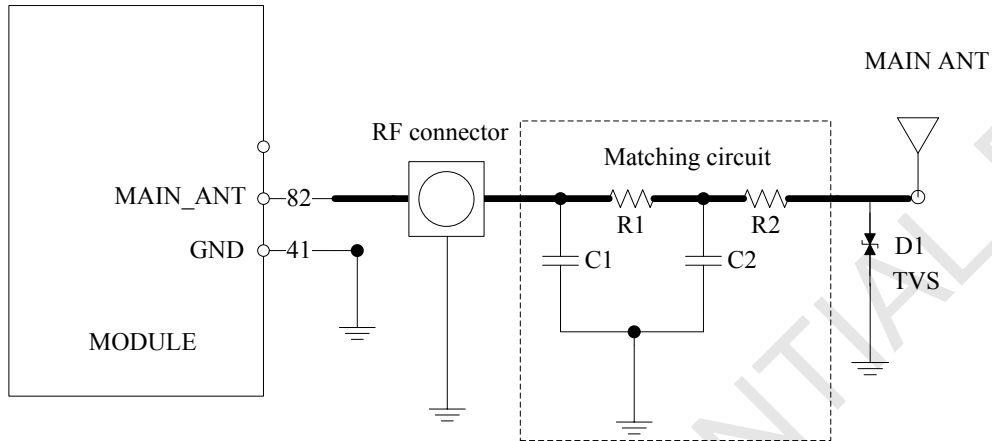 MAIN ANT
RF connector
Matching circuit
MAIN_ANT
82
R1
R2
GND
41
C1
C2
D1
TVS
MODULE